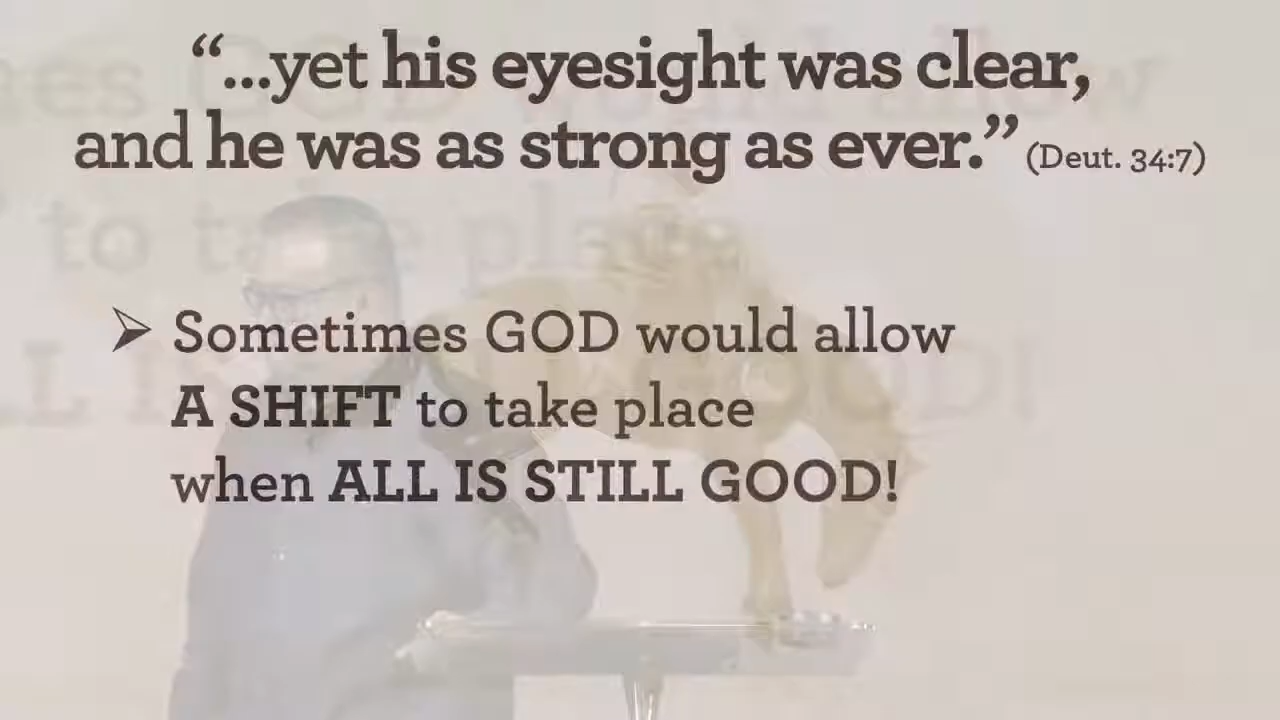 “...yet his eyesight was clear,
and he was as strong as ever.” (Deut. 34:7)
➢ Sometimes GOD would allow
A SHIFT to take place
when ALL IS STILL GOOD!